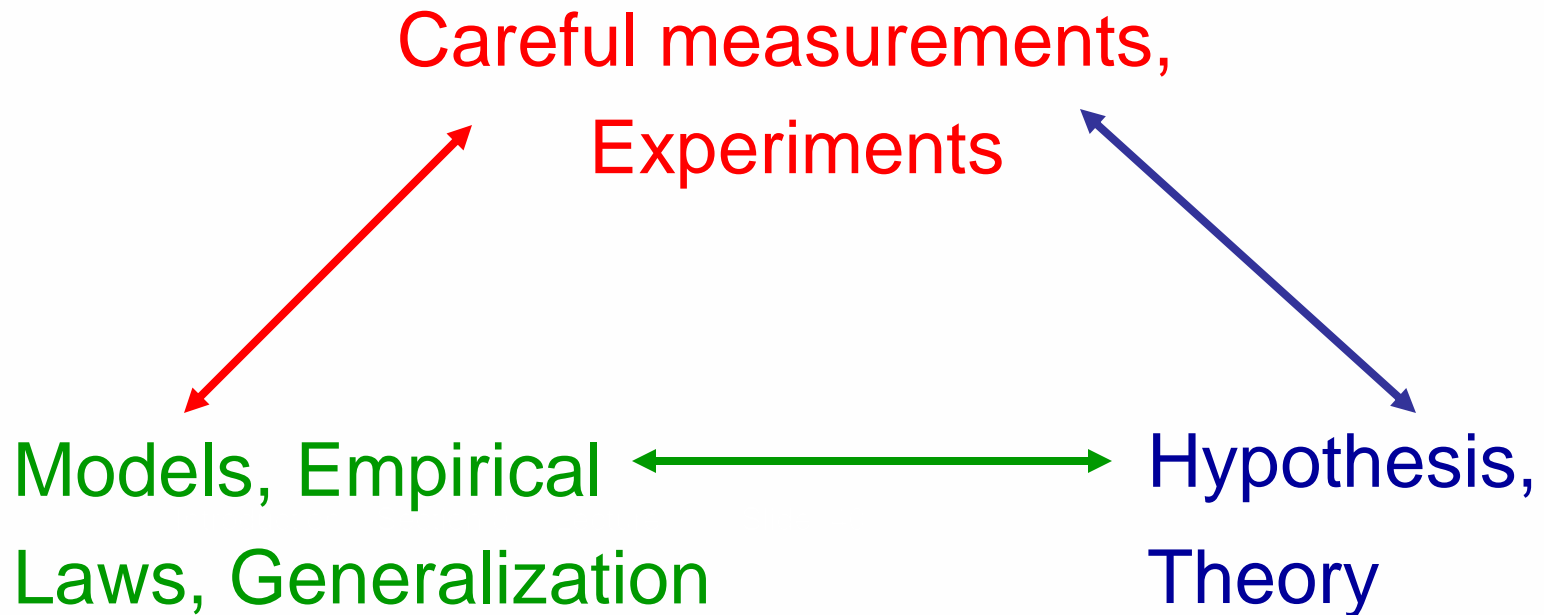 Careful measurements,
Experiments
Models, Empirical
Laws, Generalization
Hypothesis,
Theory